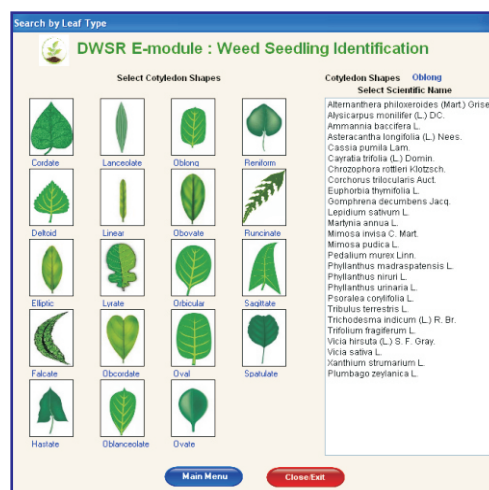 Search by Leaf Type
DWSR E-module : Weed Seedling Identification
Select Cotyledon Shapes
Cordate
Lanceolate
Oblong
Reniform
Deltoid
Linear
Obovate
Runcinate
Elliptic
Lyrate
Orbicular
Sagittate
Falcate
Obcordate
Oval
Spatulate
Hastate
Oblanceolate
Ovate
Cotyledon Shapes Oblong
Select Scientific Name
Alternanthera philoxeroides (Mart.) Grise
Alysicarpus monilifer (L.) DC.
Ammannia baccifera L.
Asteracantha longifolia (L.) Nees.
Cassia pumila Lam.
Cayratia trifolia (L.) Domin.
Chrozophora rottleri Klotzsch.
Corchorus trilocularis Auct.
Euphorbia thymifolia L.
Gomphrena decumbens Jacq.
Lepidium sativum L.
Martynia annua L.
Mimosa invisa C. Mart.
Mimosa pudica L.
Pedalium murex Linn.
Phyllanthus madraspatensis L.
Phyllanthus niruri L.
Phyllanthus urinaria L.
Psoralea corylifolia L.
Tribulus terrestris L.
Trichodesma indicum (L.) R. Br.
Trifolium fragiferum L.
Vicia hirsuta (L.) S. F. Gray.
Vicia sativa L.
Xanthium strumarium L.
Plumbago zeylanica L.
Main Menu
Close/Exit